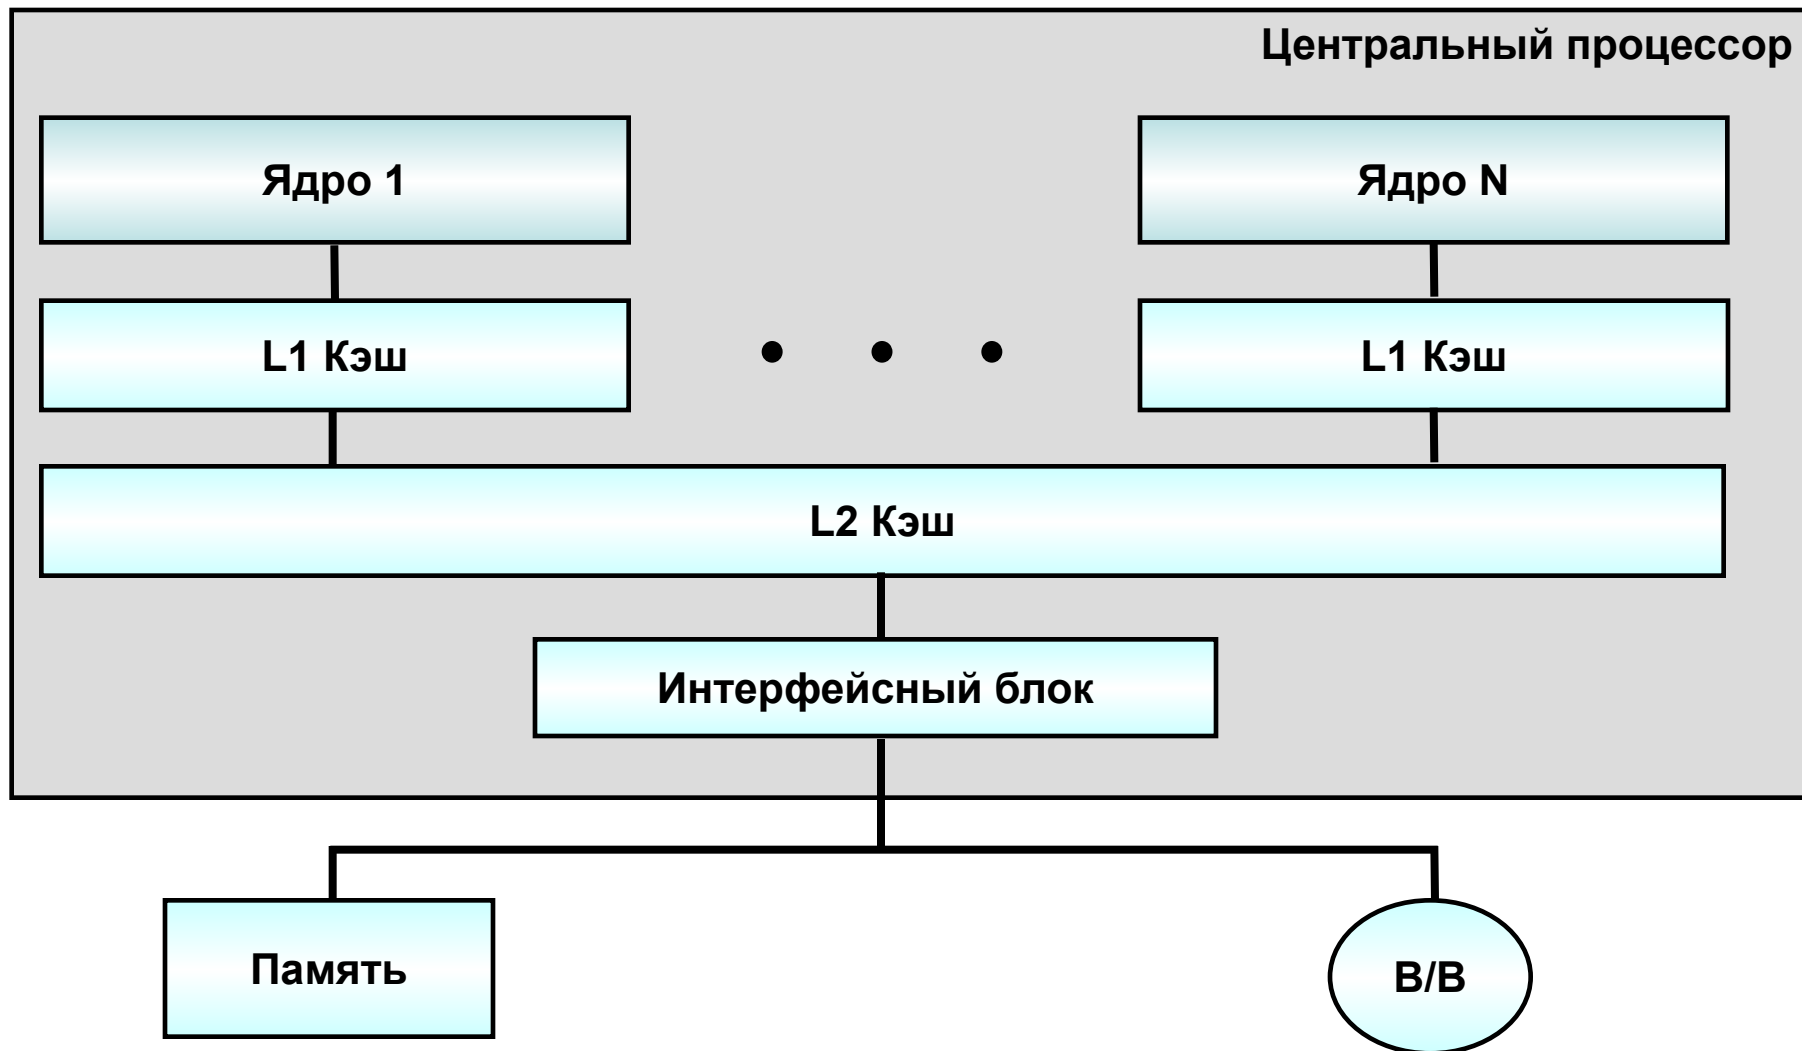 Центральный процессор
Ядро 1
Ядро N
L1 Кэш
L1 Кэш
L2 Кэш
Интерфейсный блок
Память
В/В